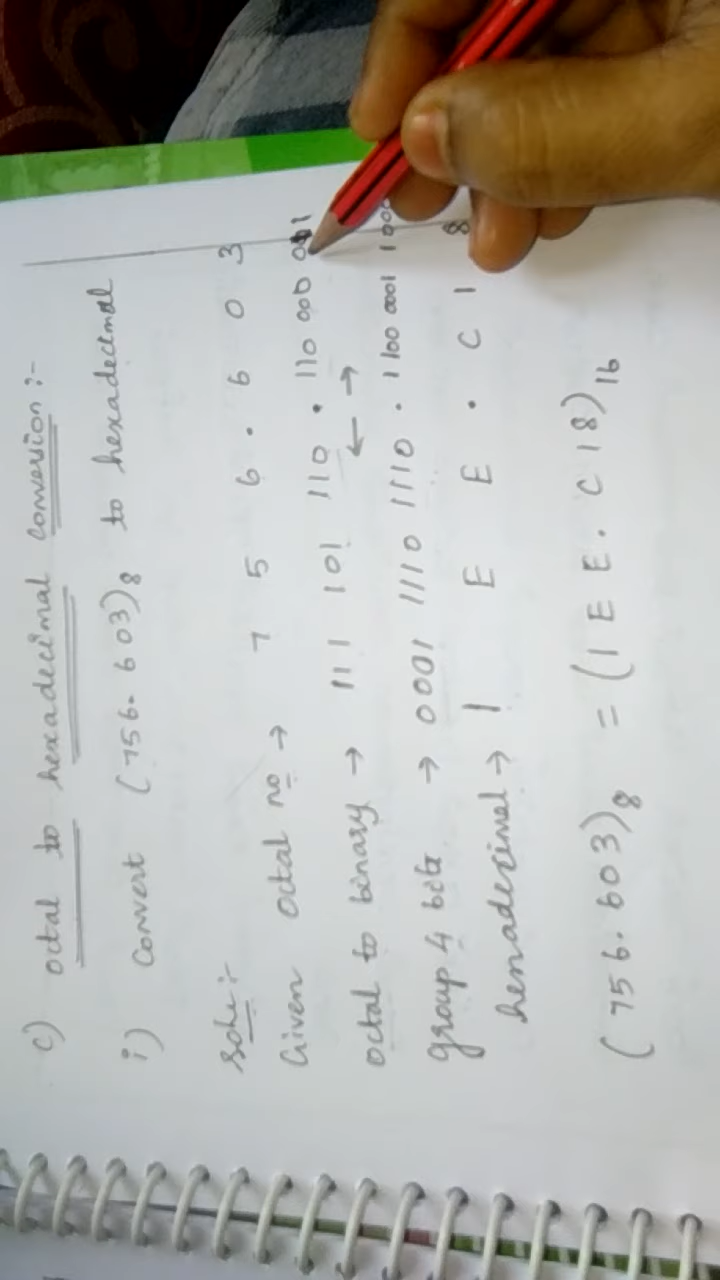 c) octal to hexadecimal conversion :-
i) Convert (756.603)8 to hexadecimal
Soln :-
Given octal no → 7 5 6 . 6 0 3
octal to binary → 111 101 110 . 110 000
← →
group 4 bits → 0001 1110 1110 . 1100 0001 1000
hexadecimal → 1 E E . C 1 8
(756.603)8 = (1EE.C18)16